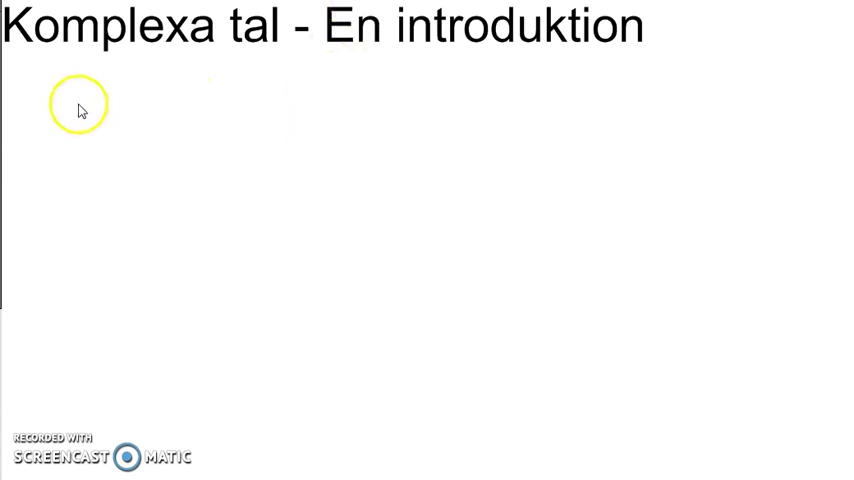 Komplexa tal - En introduktion
RECORDED WITH
SCREENCAST MATIC